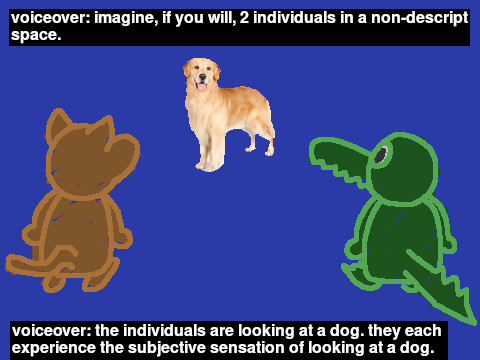 voiceover: imagine, if you will, 2 individuals in a non-descript
space.
voiceover: the individuals are looking at a dog. they each
experience the subjective sensation of looking at a dog.